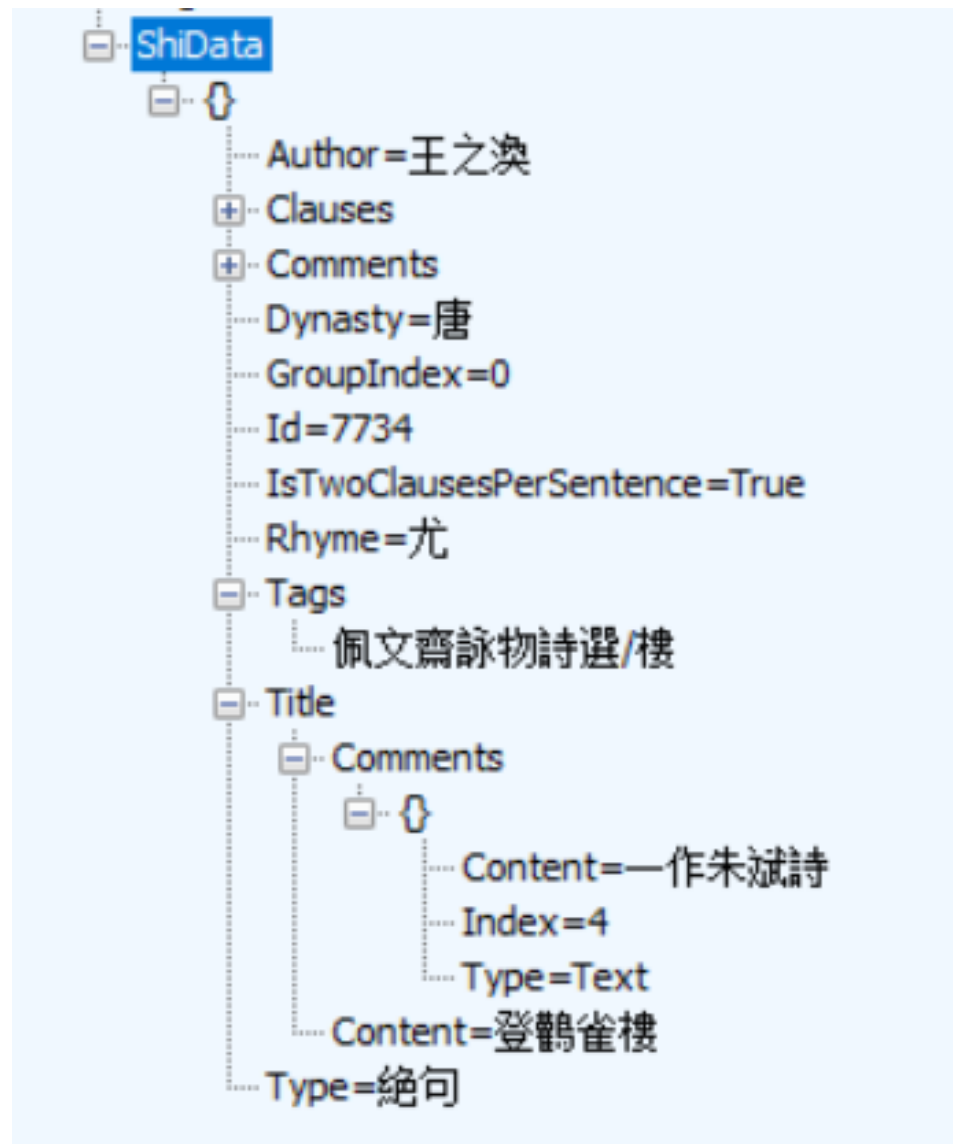 ShiData
{}
Author=王之渙
Clauses
Comments
Dynasty=唐
GroupIndex=0
Id=7734
IsTwoClausesPerSentence=True
Rhyme=尤
Tags
佩文齋詠物詩選/樓
Title
Comments
{}
Content=一作朱斌詩
Index=4
Type=Text
Content=登鸛雀樓
Type=絕句